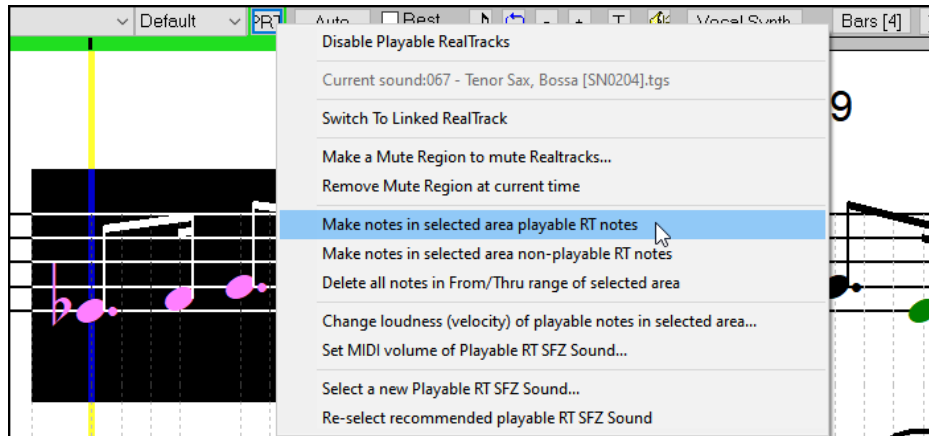 Default PRT Auto Best - + T Vocal Synth Bars [4]
Disable Playable RealTracks
Current sound:067 - Tenor Sax, Bossa [SN0204].tgs
9
Switch To Linked RealTrack
Make a Mute Region to mute Realtracks...
Remove Mute Region at current time
Make notes in selected area playable RT notes
Make notes in selected area non-playable RT notes
Delete all notes in From/Thru range of selected area
Change loudness (velocity) of playable notes in selected area...
Set MIDI volume of Playable RT SFZ Sound...
Select a new Playable RT SFZ Sound...
Re-select recommended playable RT SFZ Sound